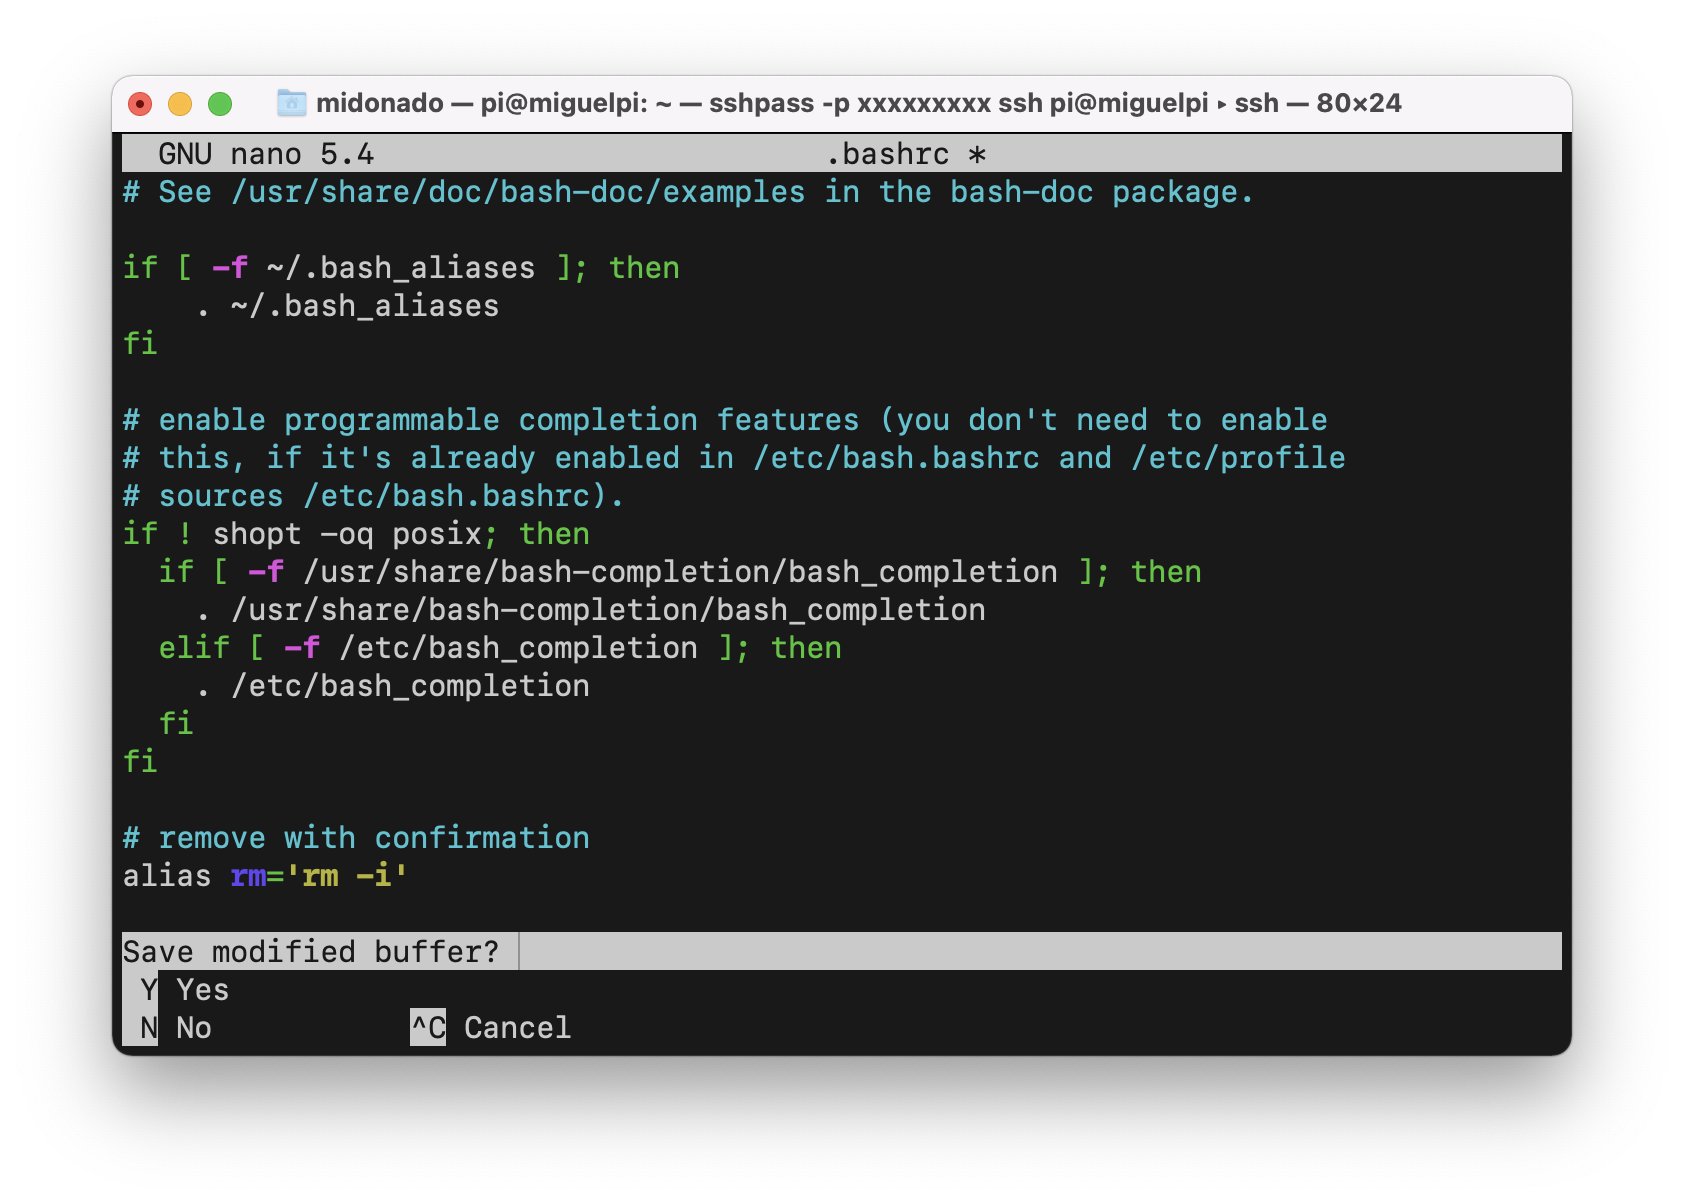 midonado — pi@miguelpi: ~ — sshpass -p xxxxxxxxx ssh pi@miguelpi ▸ ssh — 80×24
GNU nano 5.4 .bashrc *
# See /usr/share/doc/bash-doc/examples in the bash-doc package.
if [ -f ~/.bash_aliases ]; then
    . ~/.bash_aliases
fi
# enable programmable completion features (you don't need to enable
# this, if it's already enabled in /etc/bash.bashrc and /etc/profile
# sources /etc/bash.bashrc).
if ! shopt -oq posix; then
  if [ -f /usr/share/bash-completion/bash_completion ]; then
    . /usr/share/bash-completion/bash_completion
  elif [ -f /etc/bash_completion ]; then
    . /etc/bash_completion
  fi
fi
# remove with confirmation
alias rm='rm -i'
Save modified buffer?
Y Yes
N No ^C Cancel